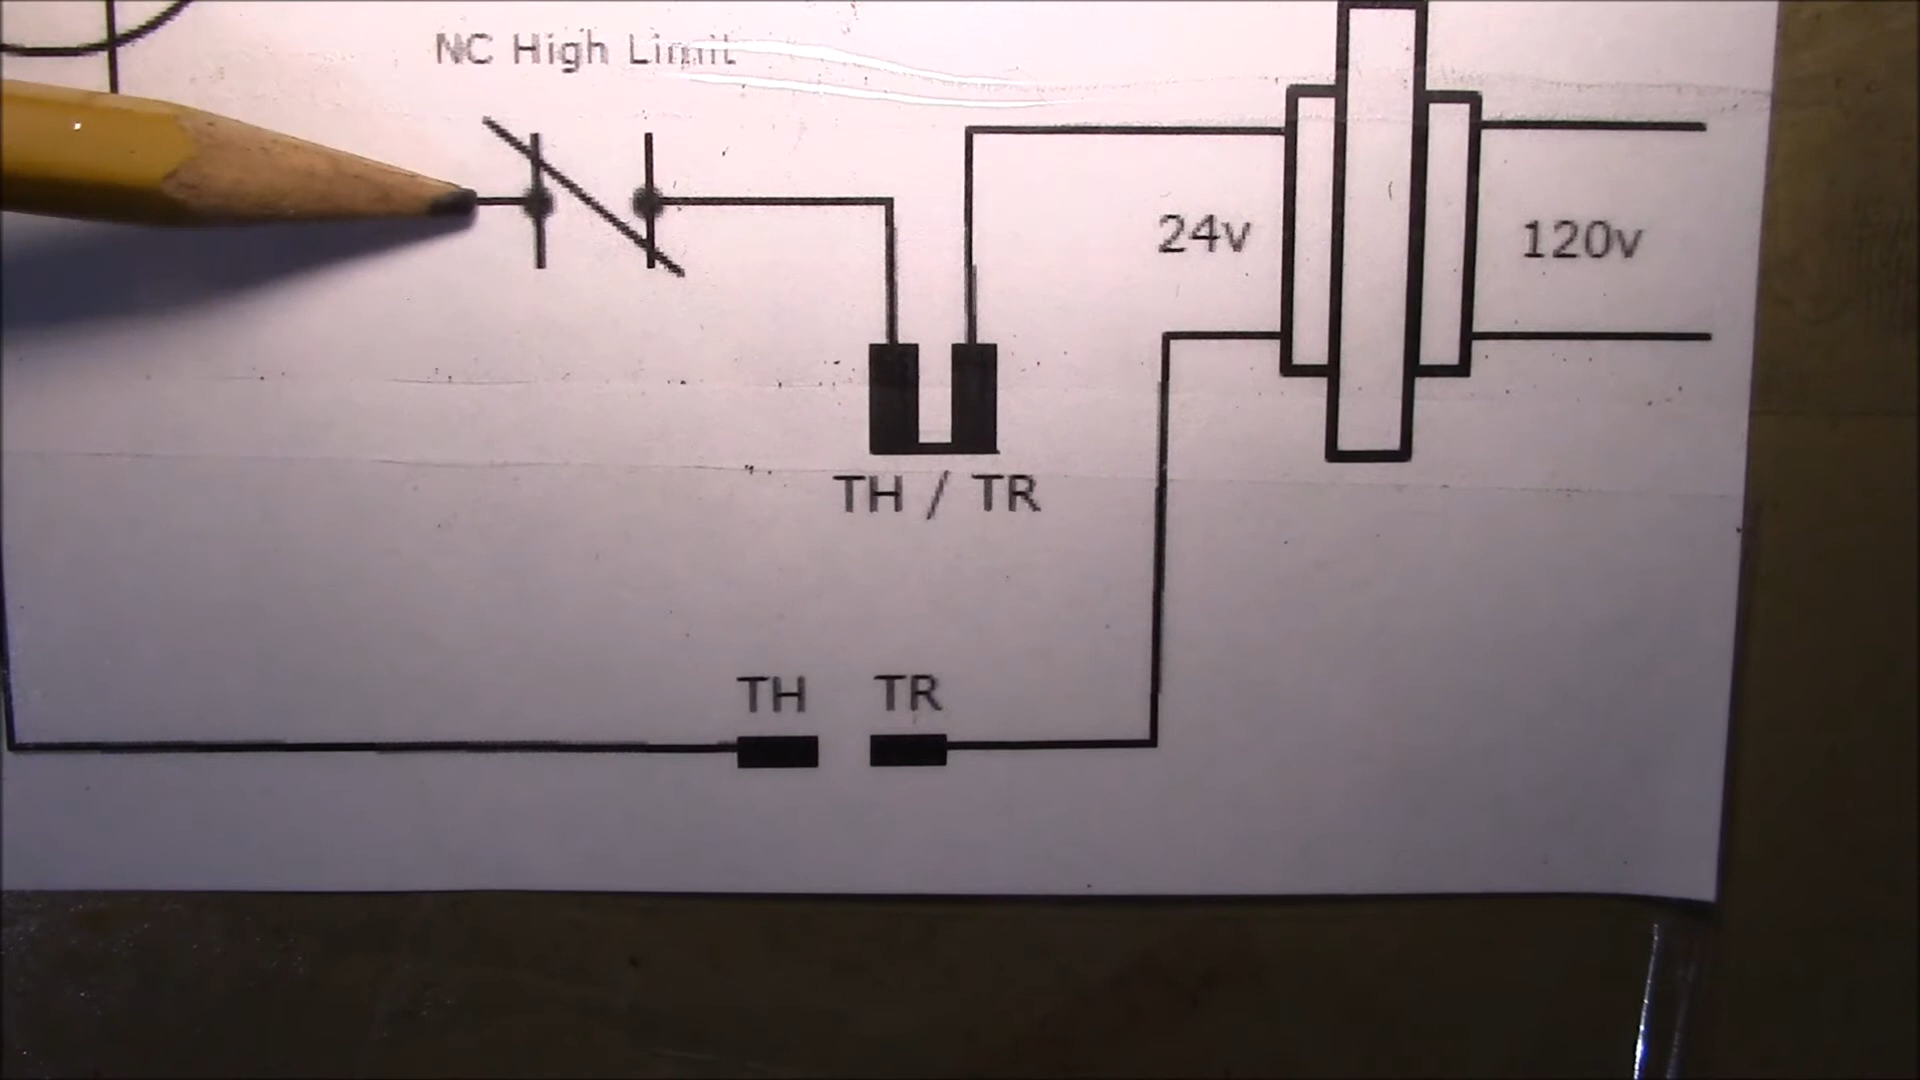 NC High Limit
24v
120v
TH / TR
TH
TR